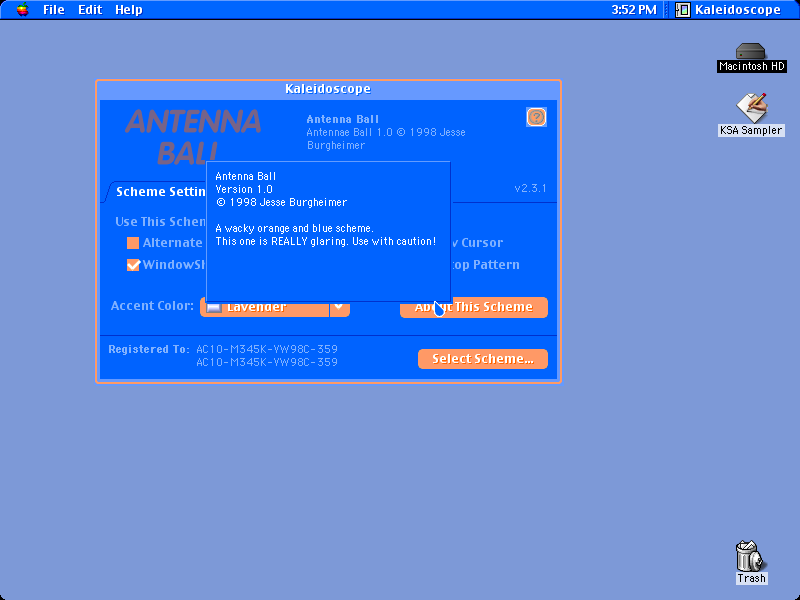 File Edit Help
3:52 PM
Kaleidoscope
Macintosh HD
KSA Sampler
Kaleidoscope
ANTENNA
BALL
Antenna Ball
Antennae Ball 1.0 © 1998 Jesse
Burgheimer
?
Antenna Ball
Version 1.0
© 1998 Jesse Burgheimer
A wacky orange and blue scheme.
This one is REALLY glaring. Use with caution!
Scheme Settin
v2.3.1
Use This Schem
Alternate
v Cursor
WindowSh
top Pattern
Accent Color:
Lavender
About This Scheme
Registered To: AC10-M345K-YW98C-359
AC10-M345K-YW98C-359
Select Scheme...
Trash